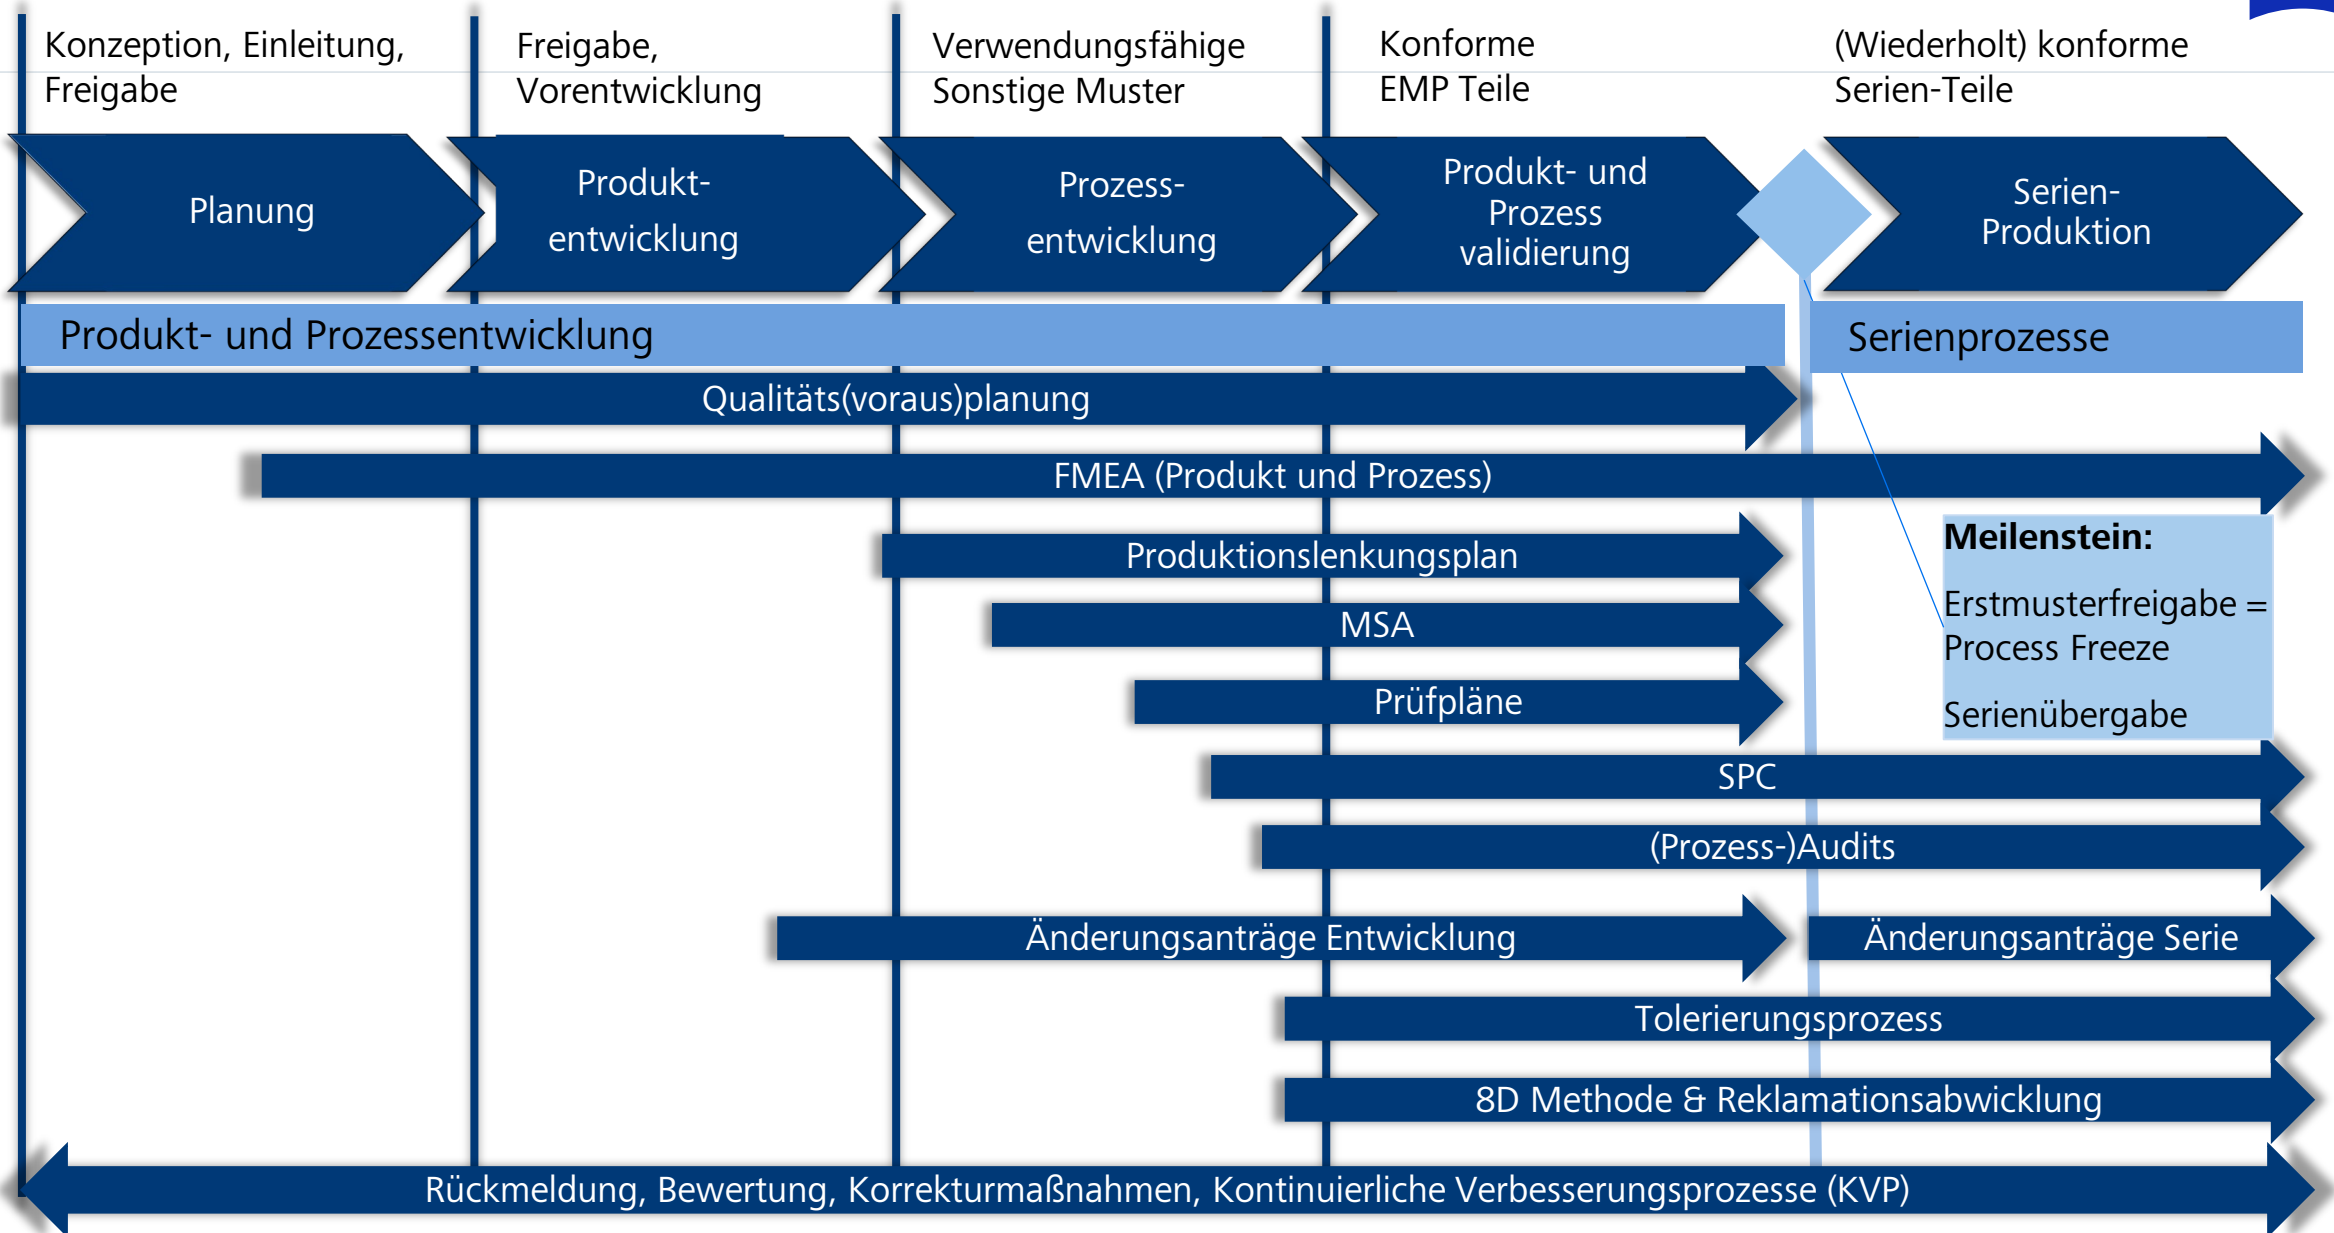 Konzeption, Einleitung,
Freigabe
Freigabe,
Vorentwicklung
Verwendungsfähige
Sonstige Muster
Konforme
EMP Teile
(Wiederholt) konforme
Serien-Teile
Planung
Produkt-
entwicklung
Prozess-
entwicklung
Produkt- und
Prozess
validierung
Serien-
Produktion
Produkt- und Prozessentwicklung
Serienprozesse
Qualitäts(voraus)planung
FMEA (Produkt und Prozess)
Produktionslenkungsplan
MSA
Prüfpläne
Meilenstein:
Erstmusterfreigabe =
Process Freeze
Serienübergabe
SPC
(Prozess-)Audits
Änderungsanträge Entwicklung
Änderungsanträge Serie
Tolerierungsprozess
8D Methode & Reklamationsabwicklung
Rückmeldung, Bewertung, Korrekturmaßnahmen, Kontinuierliche Verbesserungsprozesse (KVP)